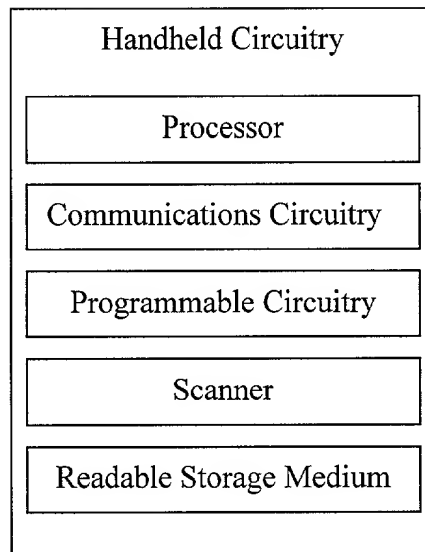 Handheld Circuitry
Processor
Communications Circuitry
Programmable Circuitry
Scanner
Readable Storage Medium